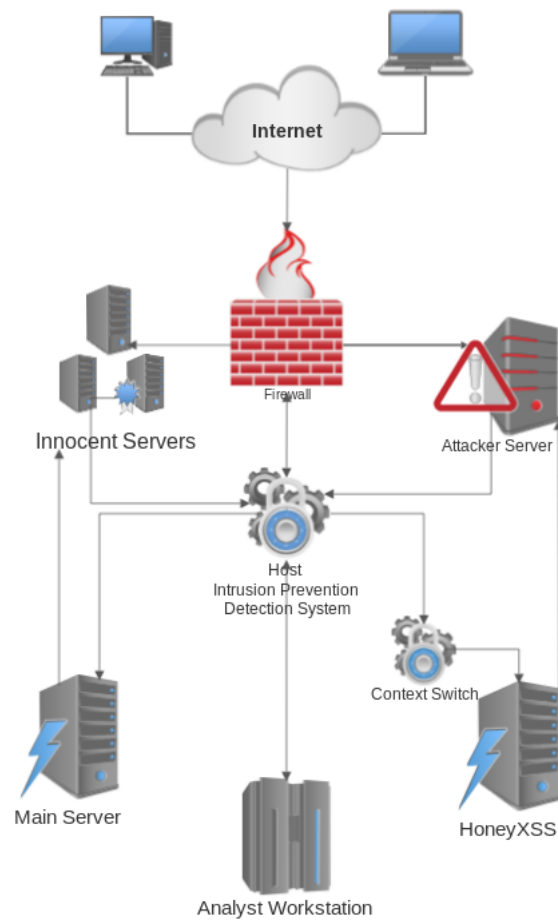 Internet
Firewall
Innocent Servers
Attacker Server
Host
Intrusion Prevention
Detection System
Context Switch
Main Server
HoneyXSS
Analyst Workstation